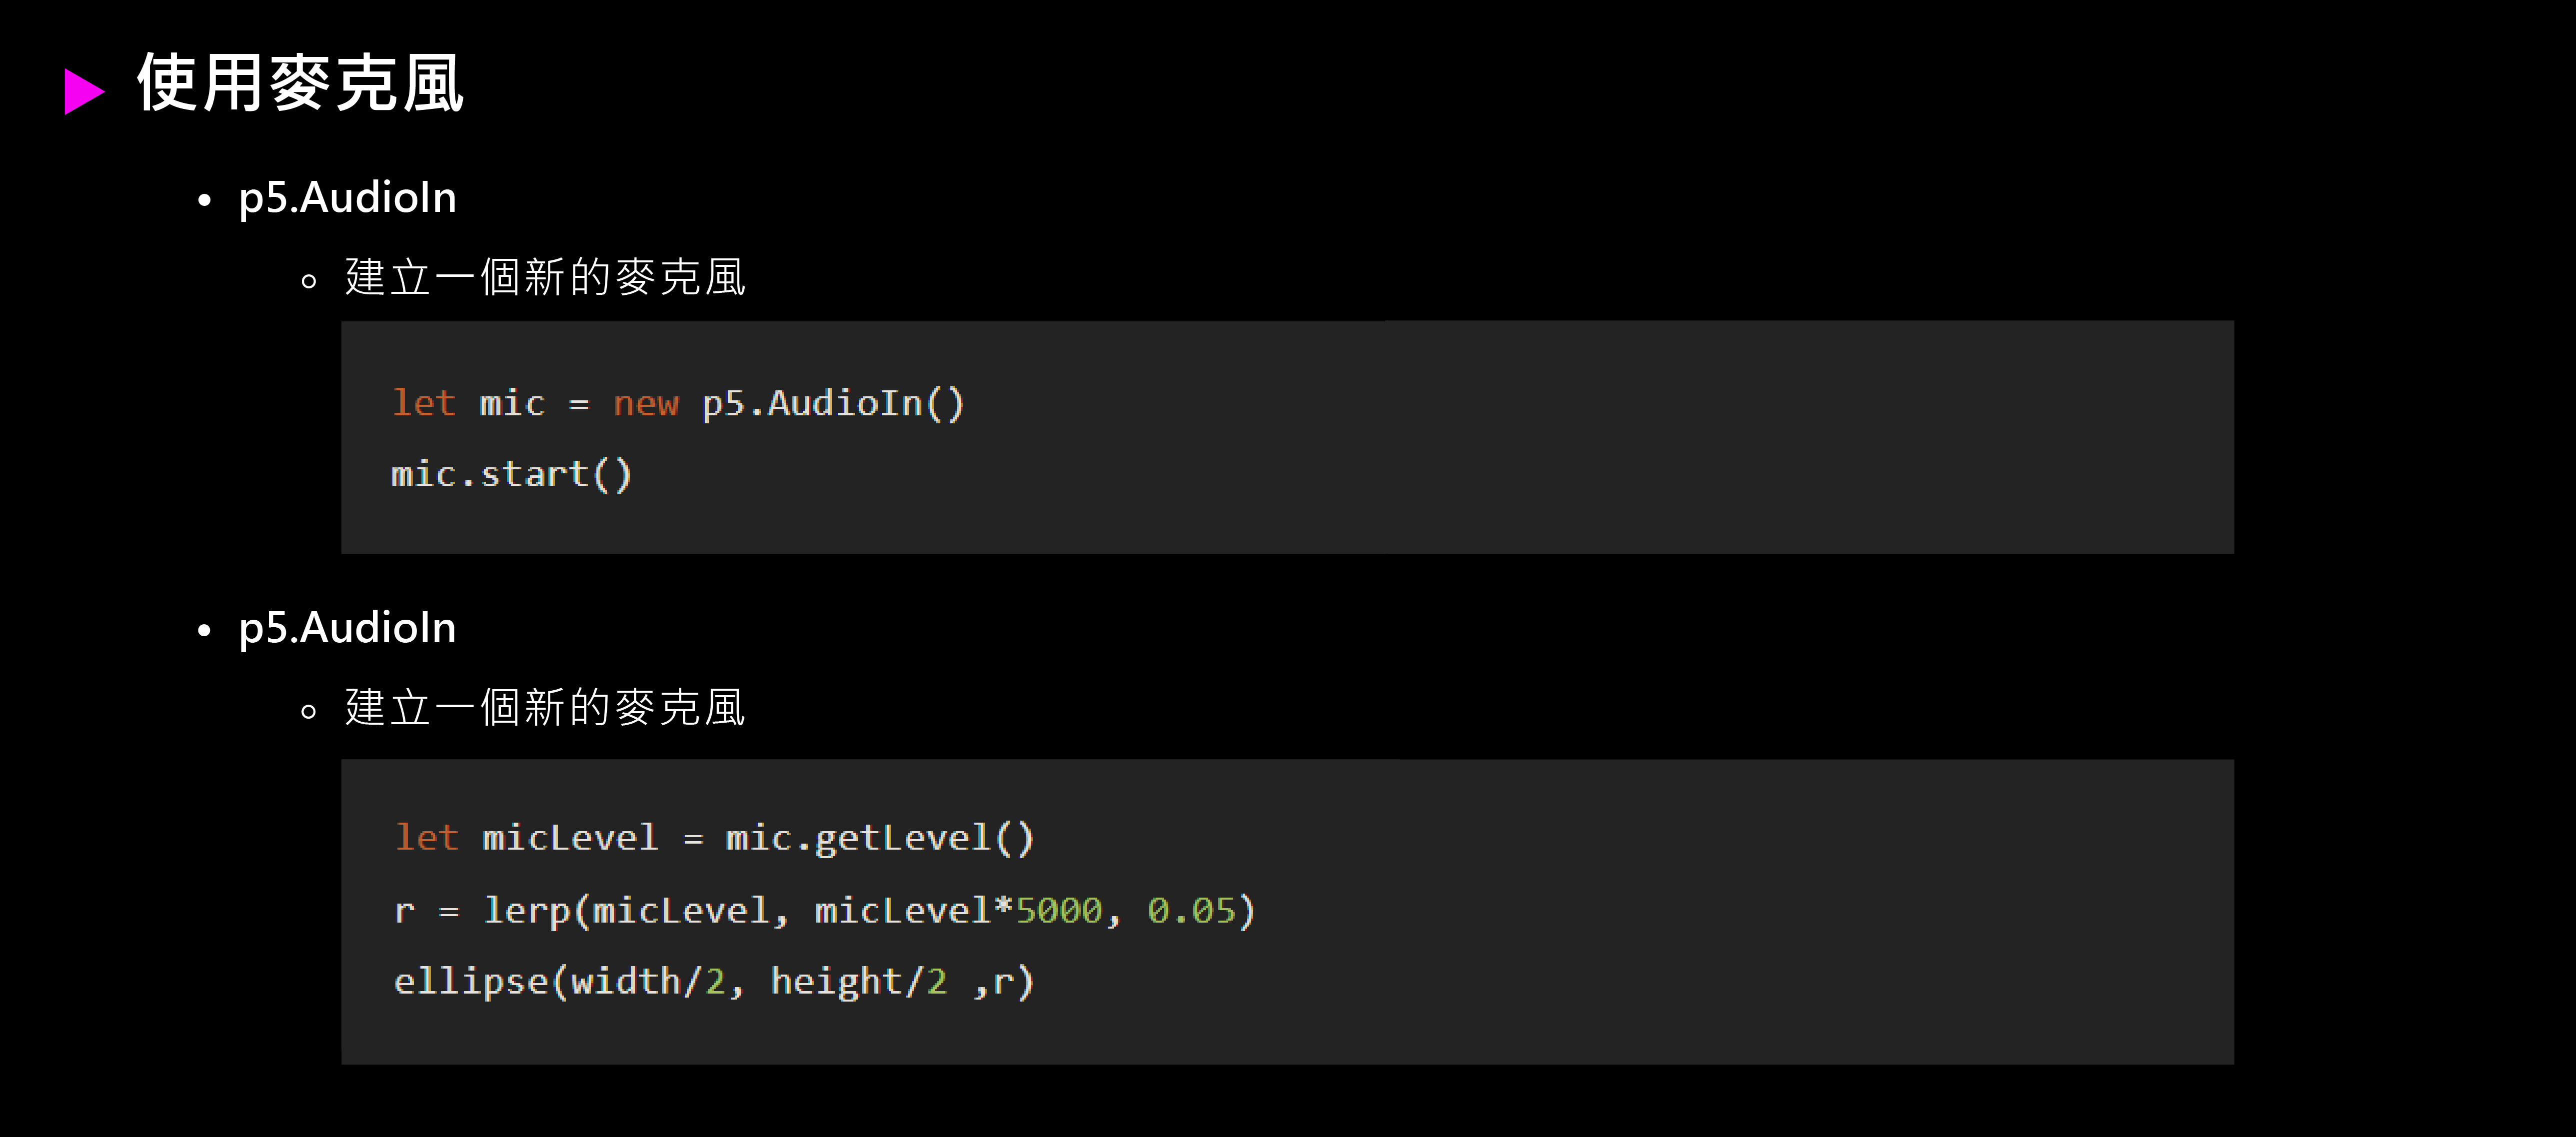 使用麥克風
p5.AudioIn
建立一個新的麥克風
let mic = new p5.AudioIn()
mic.start()
p5.AudioIn
建立一個新的麥克風
let micLevel = mic.getLevel()
r = lerp(micLevel, micLevel*5000, 0.05)
ellipse(width/2, height/2 ,r)